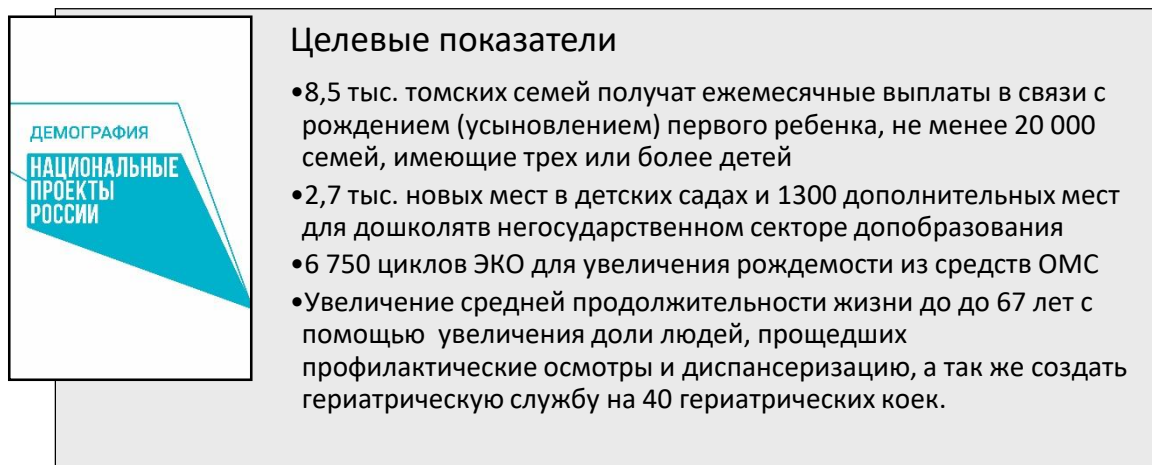 ДЕМОГРАФИЯ
НАЦИОНАЛЬНЫЕ
ПРОЕКТЫ
РОССИИ
Целевые показатели
•8,5 тыс. томских семей получат ежемесячные выплаты в связи с
рождением (усыновлением) первого ребенка, не менее 20 000
семей, имеющие трех или более детей
•2,7 тыс. новых мест в детских садах и 1300 дополнительных мест
для дошколятв негосударственном секторе допобразования
•6 750 циклов ЭКО для увеличения рождемости из средств ОМС
•Увеличение средней продолжительности жизни до до 67 лет с
помощью  увеличения доли людей, прошедших
профилактические осмотры и диспансеризацию, а так же создать
гериатрическую службу на 40 гериатрических коек.